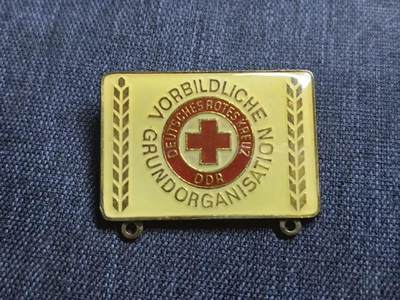 VORBILDLICHE
GRUNDORGANISATION
DEUTSCHES ROTES KREUZ
DDR